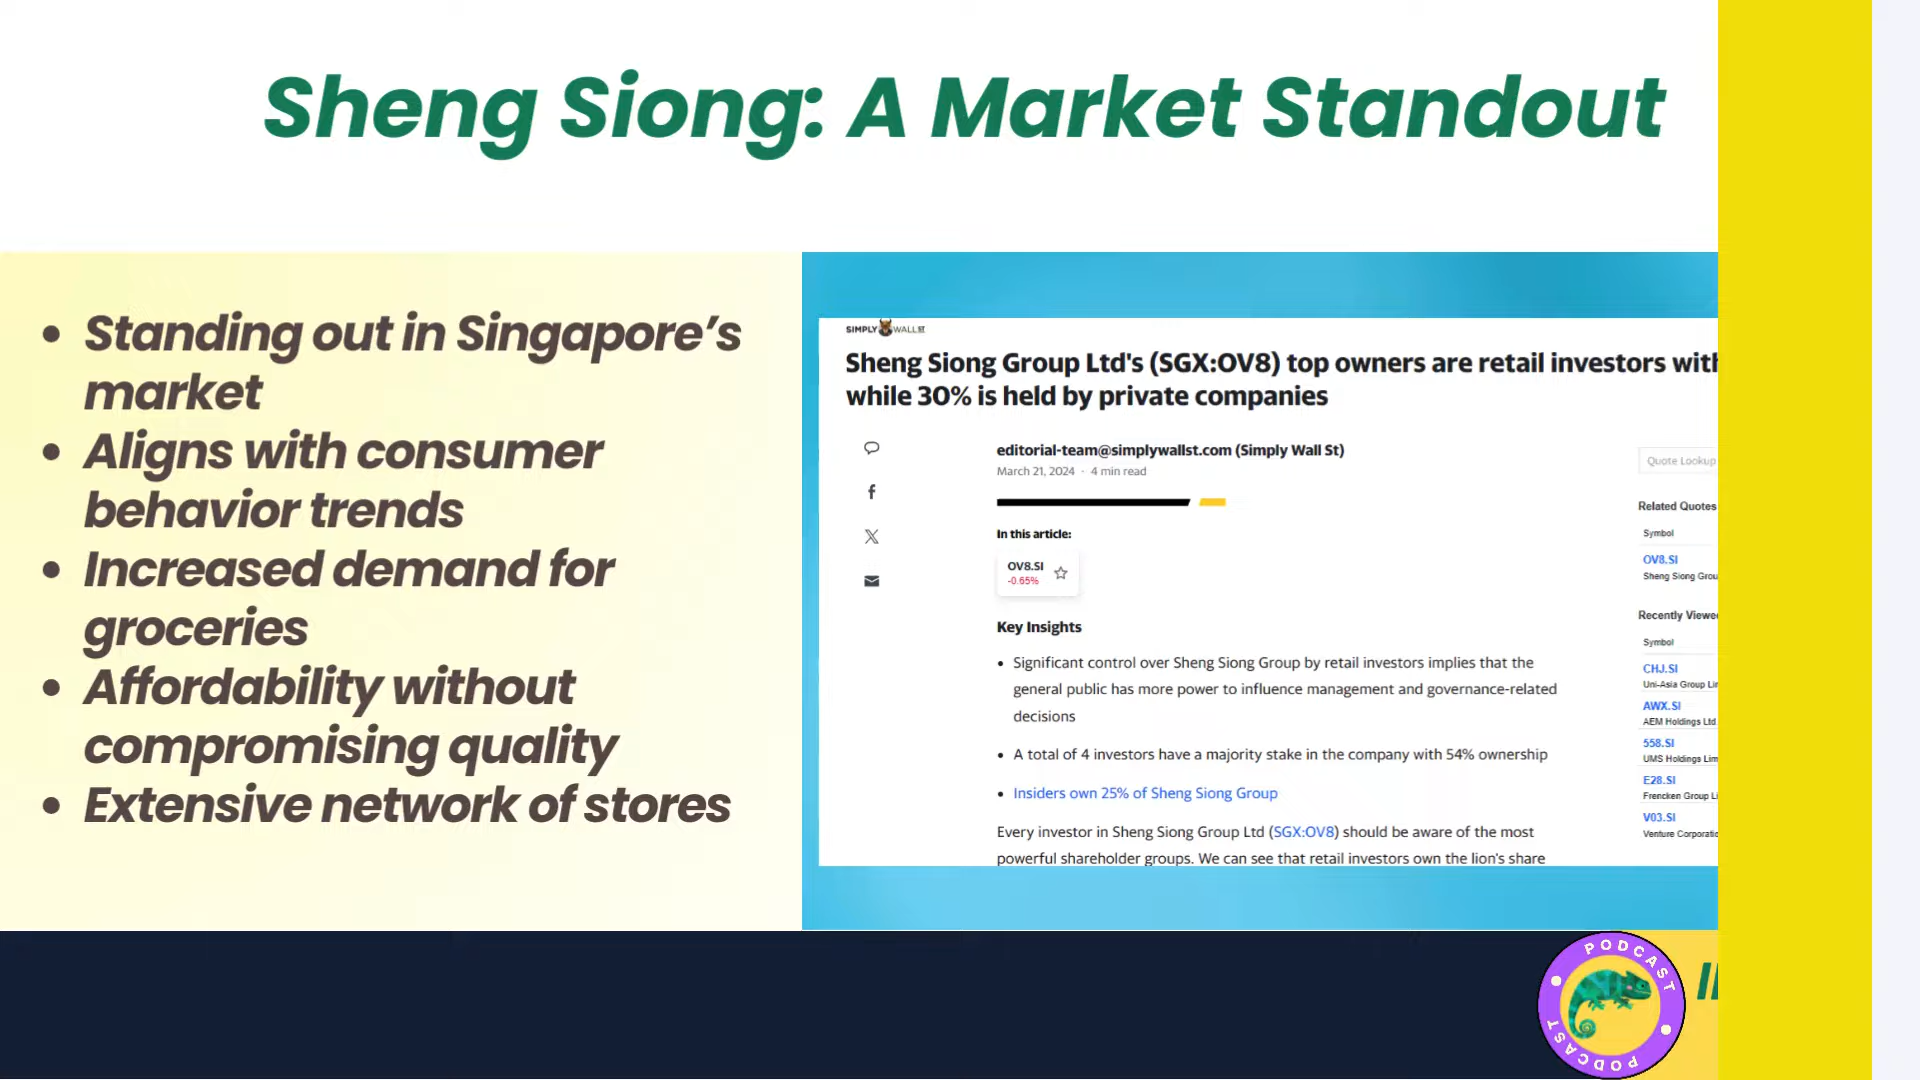 Sheng Siong: A Market Standout
• Standing out in Singapore’s
market
• Aligns with consumer
behavior trends
• Increased demand for
groceries
• Affordability without
compromising quality
• Extensive network of stores
SIMPLY WALL ST
Sheng Siong Group Ltd's (SGX:OV8) top owners are retail investors with
while 30% is held by private companies
editorial-team@simplywallst.com (Simply Wall St)
March 21, 2024 · 4 min read
In this article:
OV8.SI
-0.65%
Key Insights
• Significant control over Sheng Siong Group by retail investors implies that the
general public has more power to influence management and governance-related
decisions
• A total of 4 investors have a majority stake in the company with 54% ownership
• Insiders own 25% of Sheng Siong Group
Every investor in Sheng Siong Group Ltd (SGX:OV8) should be aware of the most
powerful shareholder groups. We can see that retail investors own the lion's share
Quote Lookup
Related Quotes
Symbol
OV8.SI
Sheng Siong Grou
Recently Viewe
Symbol
CHJ.SI
Uni-Asia Group Li
AWX.SI
AEM Holdings Ltd
558.SI
UMS Holdings Lim
E28.SI
Frencken Group Li
V03.SI
Venture Corporatio
PODCAST
PODCAST
PODCAST